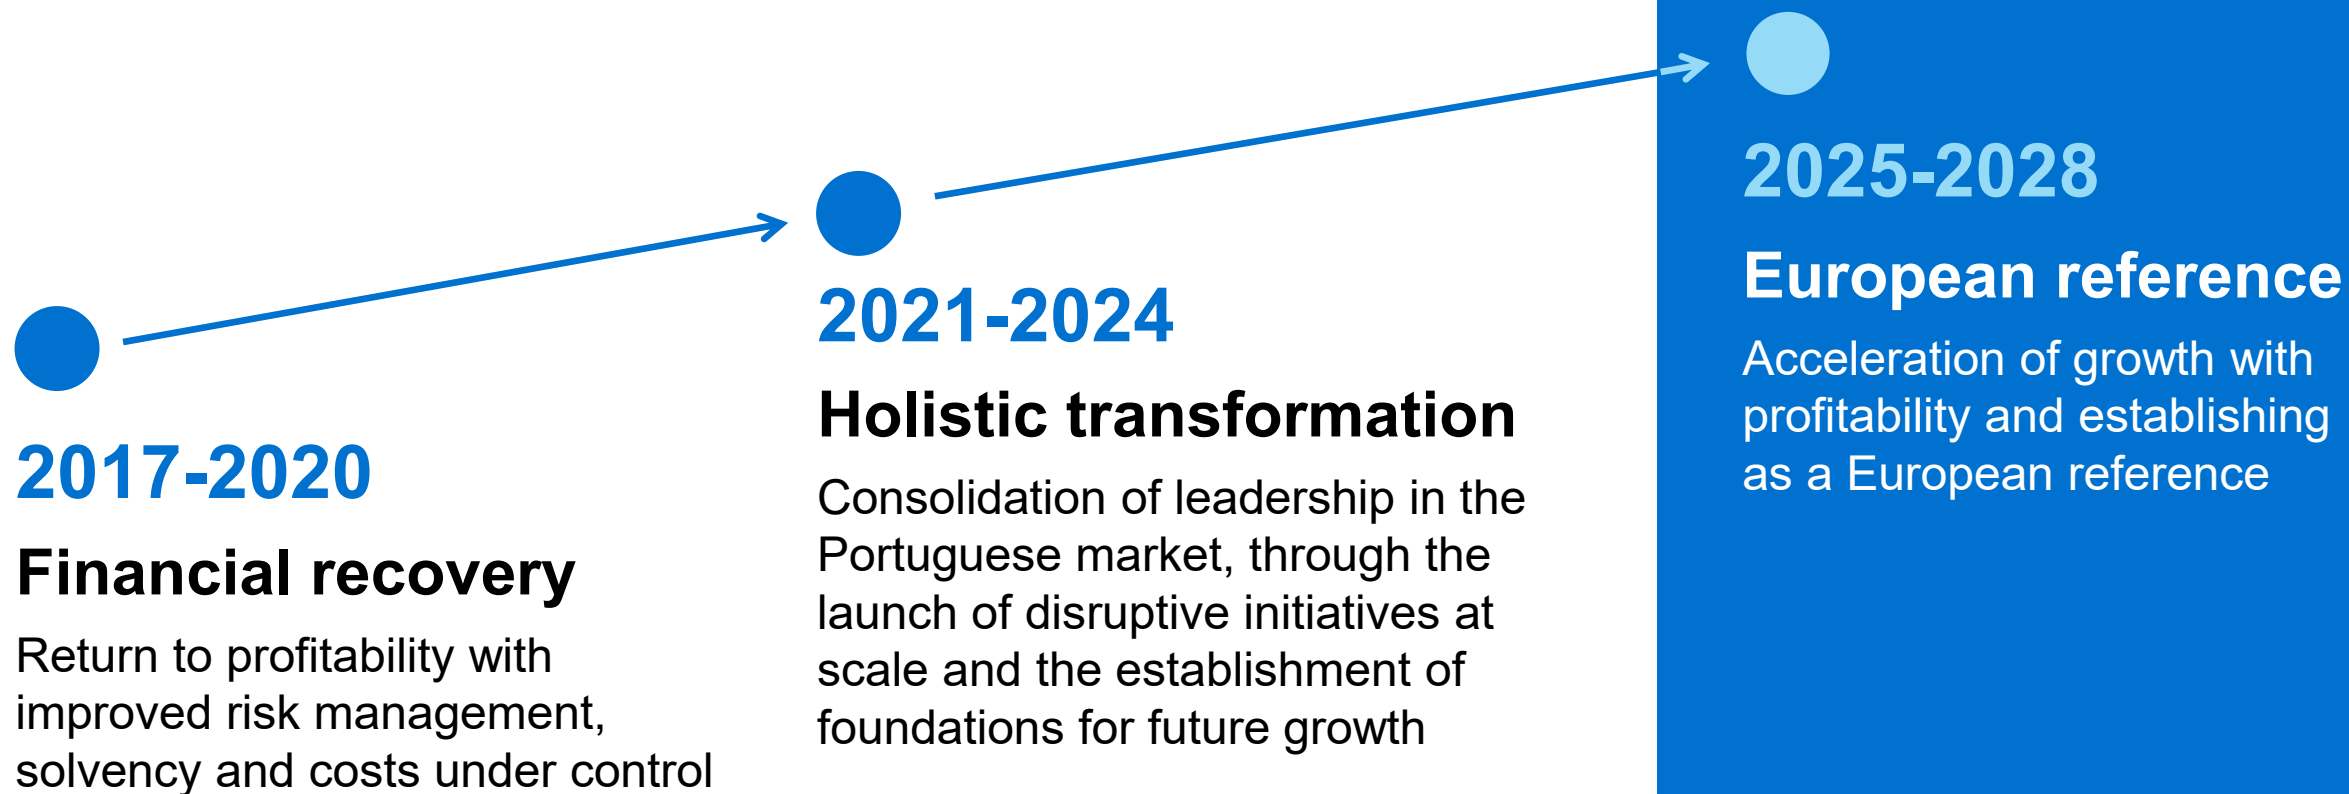 2017-2020
Financial recovery
Return to profitability with
improved risk management,
solvency and costs under control
2021-2024
Holistic transformation
Consolidation of leadership in the
Portuguese market, through the
launch of disruptive initiatives at
scale and the establishment of
foundations for future growth
2025-2028
European reference
Acceleration of growth with
profitability and establishing
as a European reference